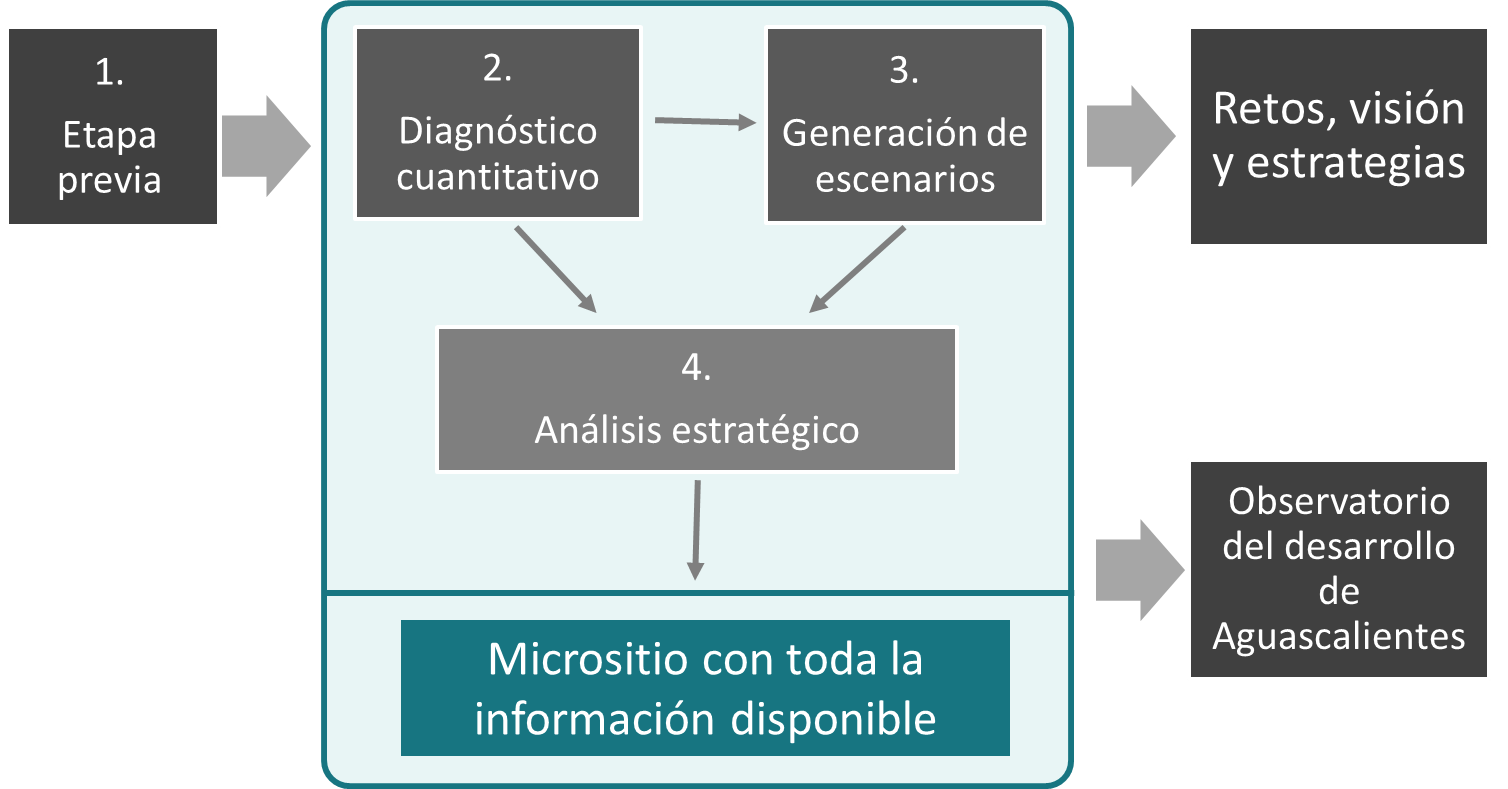 1.
Etapa
previa
2.
Diagnóstico
cuantitativo
3.
Generación de
escenarios
Retos, visión
y estrategias
4.
Análisis estratégico
Observatorio
del desarrollo
de
Aguascalientes
Micrositio con toda la
información disponible